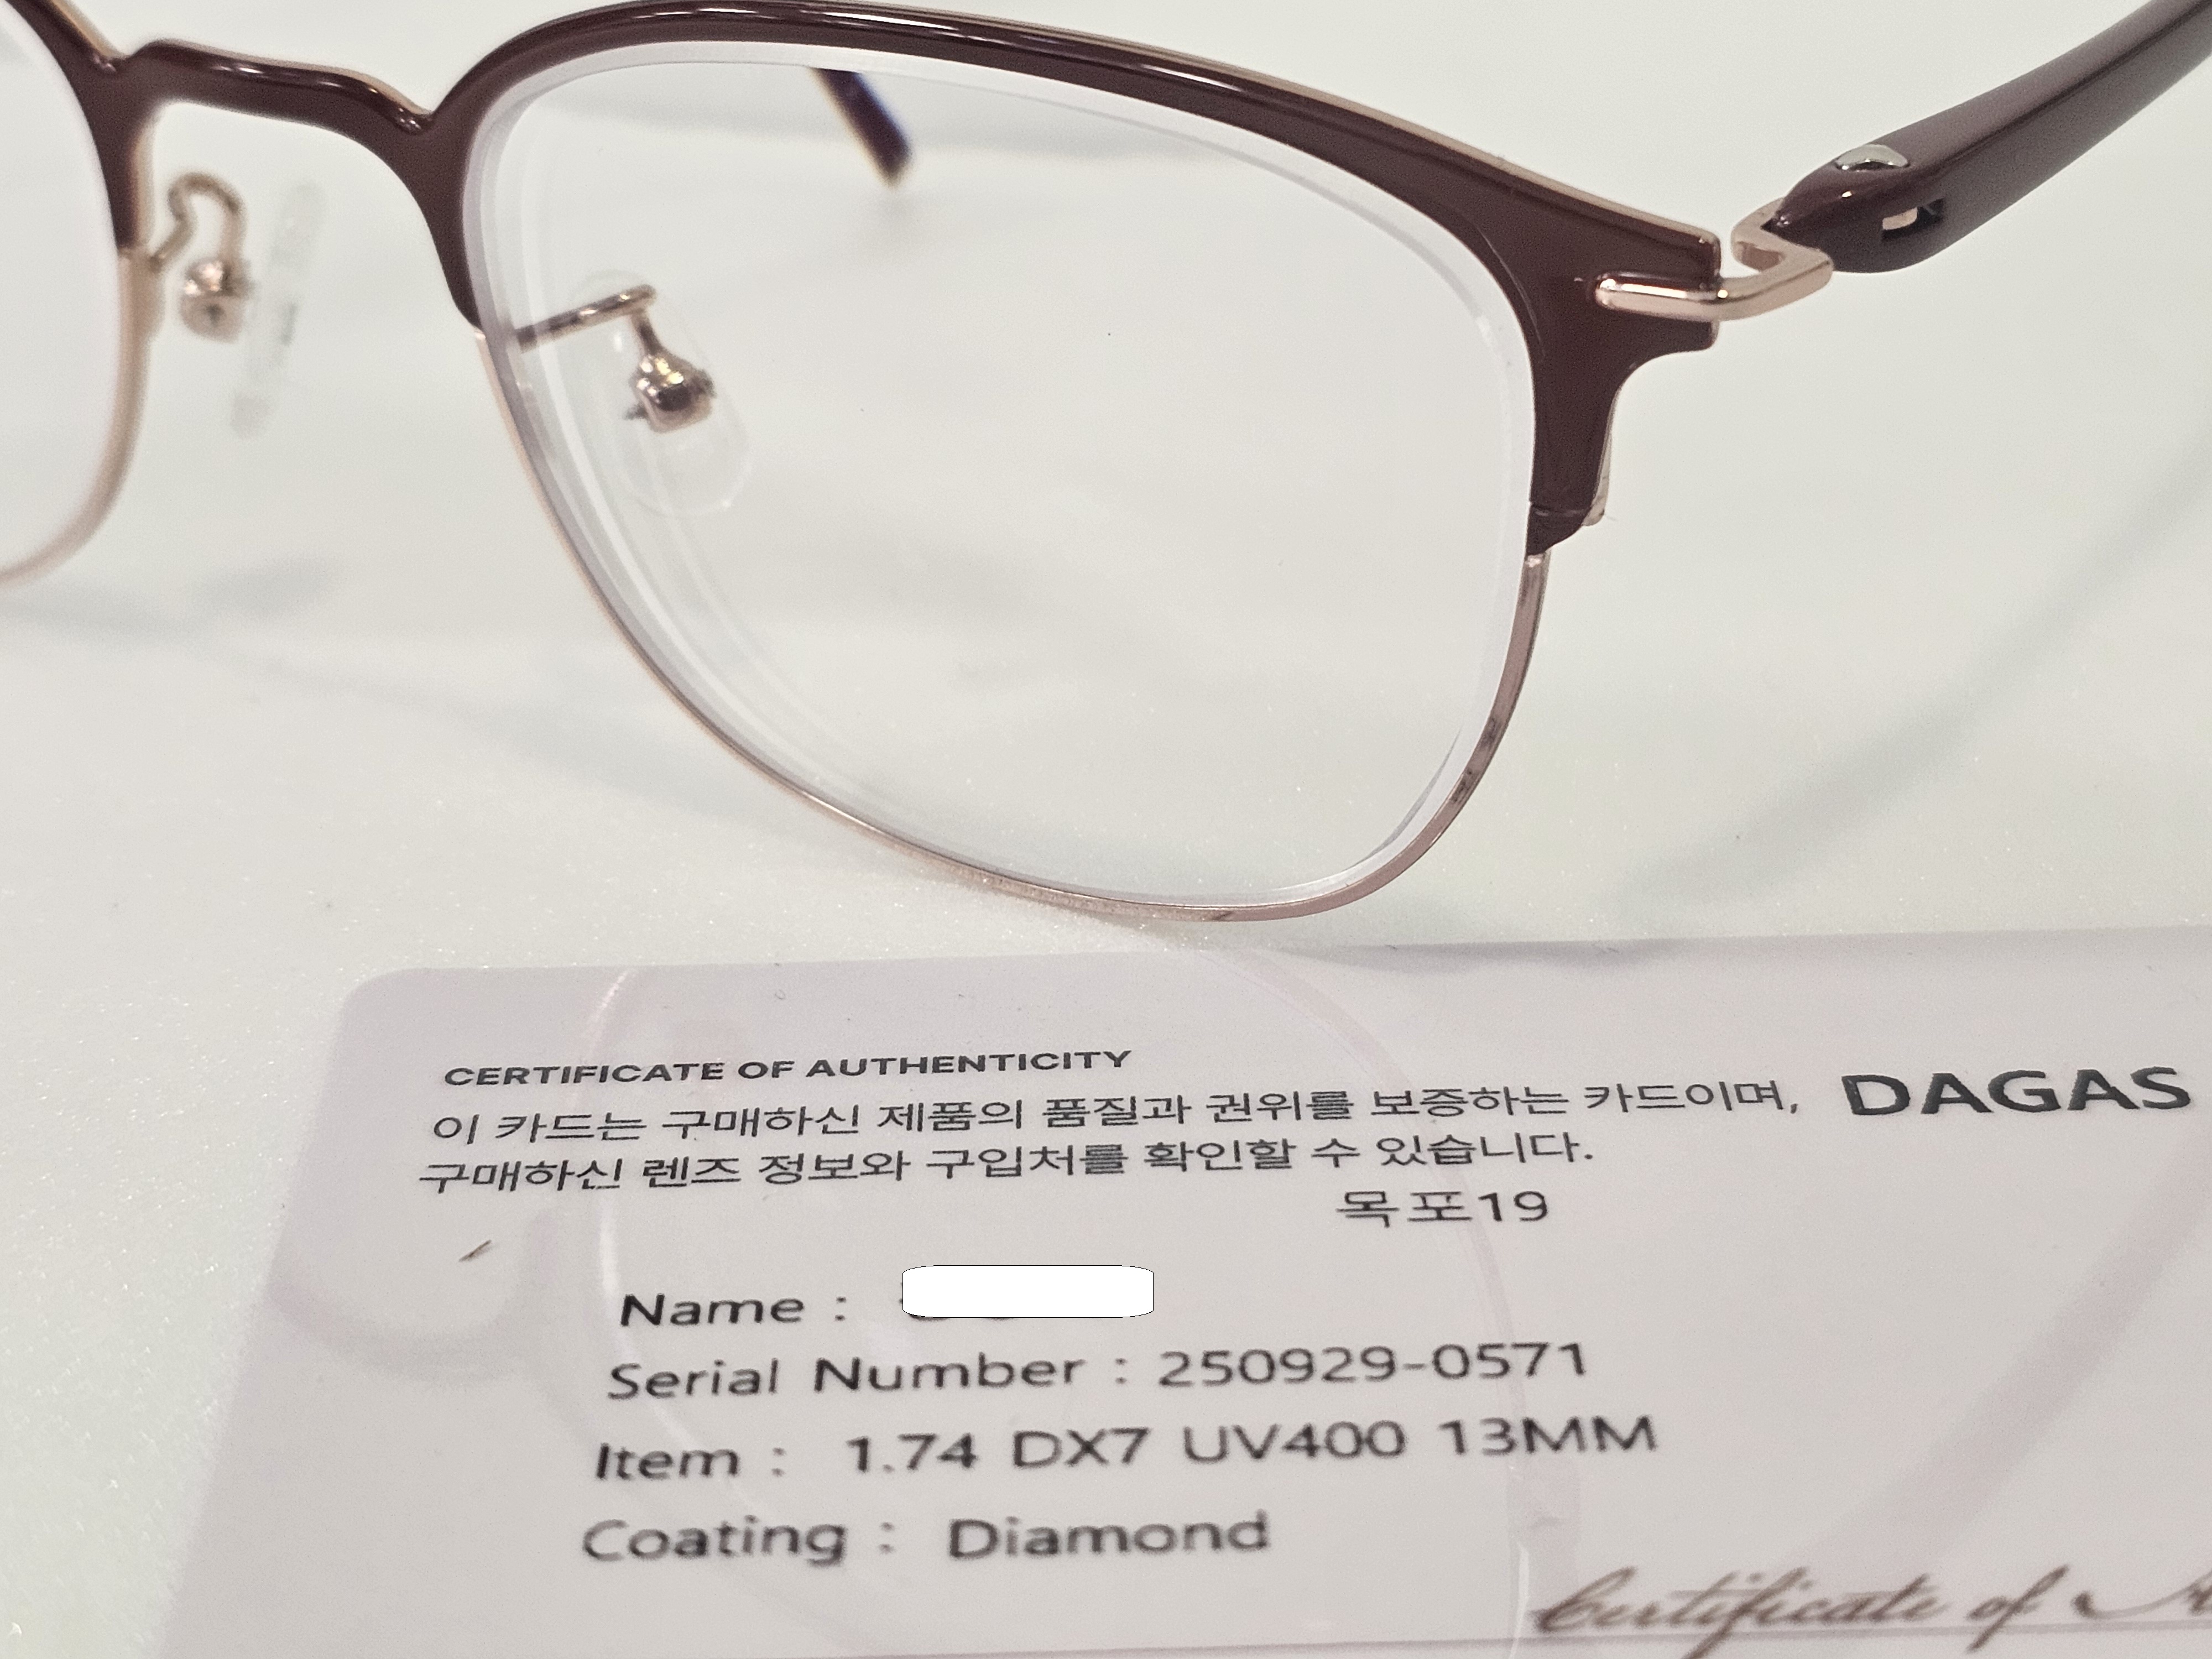 CERTIFICATE OF AUTHENTICITY
이 카드는 구매하신 제품의 품질과 권위를 보증하는 카드이며,
구매하신 렌즈 정보와 구입처를 확인할 수 있습니다.
DAGAS
목포19
Name :
Serial Number : 250929-0571
Item : 1.74 DX7 UV400 13MM
Coating : Diamond
Certificate of